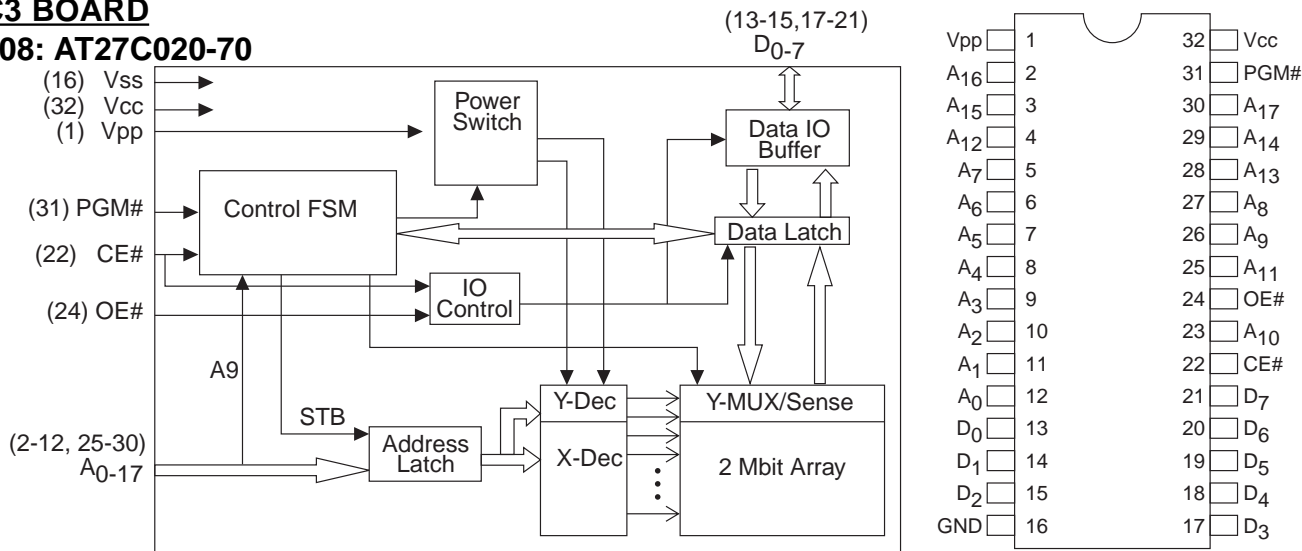 C3 BOARD
08: AT27C020-70
(13-15,17-21)
D0-7
(16) Vss
(32) Vcc
(1) Vpp
Power
Switch
Data IO
Buffer
(31) PGM#
Control FSM
(22) CE#
Data Latch
IO
Control
(24) OE#
A9
Y-Dec
Y-MUX/Sense
STB
(2-12, 25-30)
A0-17
Address
Latch
X-Dec
2 Mbit Array
Vpp 1 32 Vcc
A16 2 31 PGM#
A15 3 30 A17
A12 4 29 A14
A7 5 28 A13
A6 6 27 A8
A5 7 26 A9
A4 8 25 A11
A3 9 24 OE#
A2 10 23 A10
A1 11 22 CE#
A0 12 21 D7
D0 13 20 D6
D1 14 19 D5
D2 15 18 D4
GND 16 17 D3